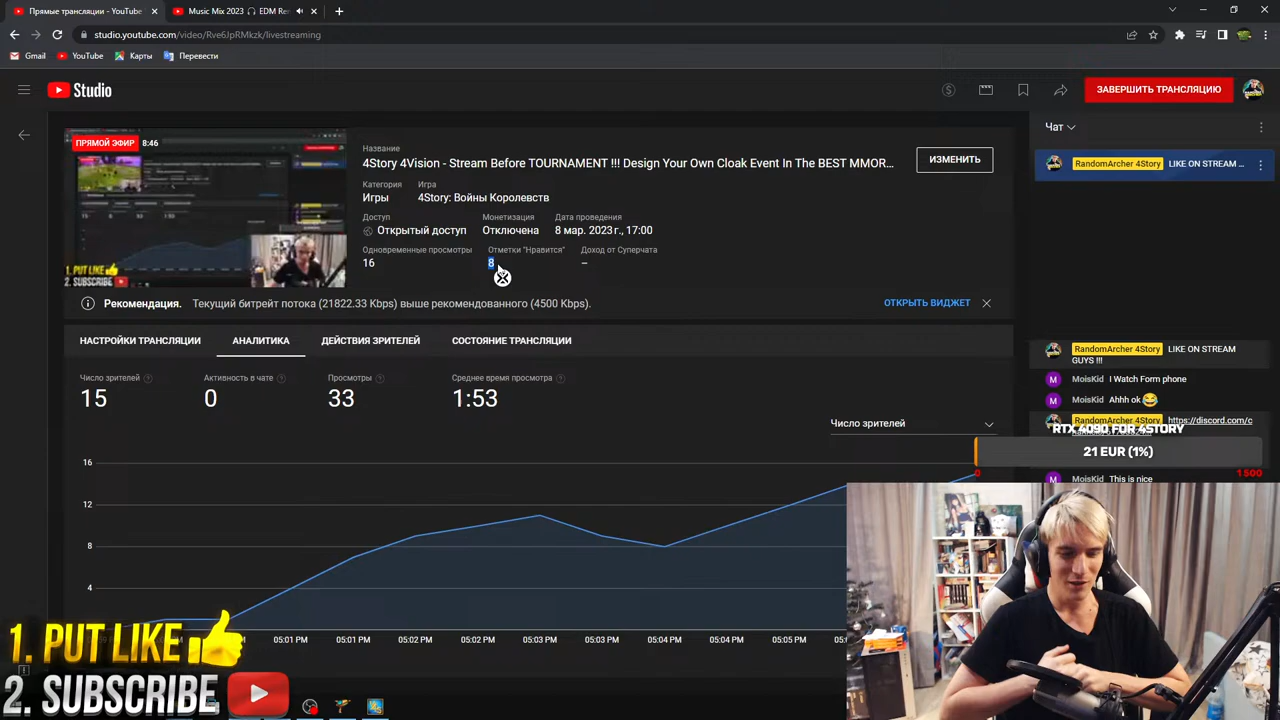 Прямые трансляции - YouTube
Music Mix 2023 🎧 EDM Re
studio.youtube.com/video/Rve6JpRMkzk/livestreaming
Gmail
YouTube
Карты
Перевести
Studio
ЗАВЕРШИТЬ ТРАНСЛЯЦИЮ
ПРЯМОЙ ЭФИР 8:46
Название
4Story 4Vision - Stream Before TOURNAMENT !!! Design Your Own Cloak Event In The BEST MMOR...
ИЗМЕНИТЬ
Категория
Игра
Игры
4Story: Войны Королевств
Доступ
Монетизация
Дата проведения
Открытый доступ
Отключена
8 мар. 2023 г., 17:00
Одновременные просмотры
Отметки "Нравится"
Доход от Суперчата
16
8
–
Рекомендация. Текущий битрейт потока (21822.33 Kbps) выше рекомендованного (4500 Kbps).
ОТКРЫТЬ ВИДЖЕТ
НАСТРОЙКИ ТРАНСЛЯЦИИ
АНАЛИТИКА
ДЕЙСТВИЯ ЗРИТЕЛЕЙ
СОСТОЯНИЕ ТРАНСЛЯЦИИ
Число зрителей
Активность в чате
Просмотры
Среднее время просмотра
15
0
33
1:53
Число зрителей
16
12
8
4
05:01 PM
05:01 PM
05:02 PM
05:02 PM
05:03 PM
05:03 PM
05:04 PM
05:04 PM
05:05 PM
Чат
RandomArcher 4Story LIKE ON STREAM ...
RandomArcher 4Story LIKE ON STREAM
GUYS !!!
MoisKid I Watch Form phone
MoisKid Ahhh ok 😂
RandomArcher 4Story https://discord.com/c
RTX 4090 FOR 4STORY
21 EUR (1%)
0
1500
MoisKid This is nice
1. PUT LIKE
2. SUBSCRIBE